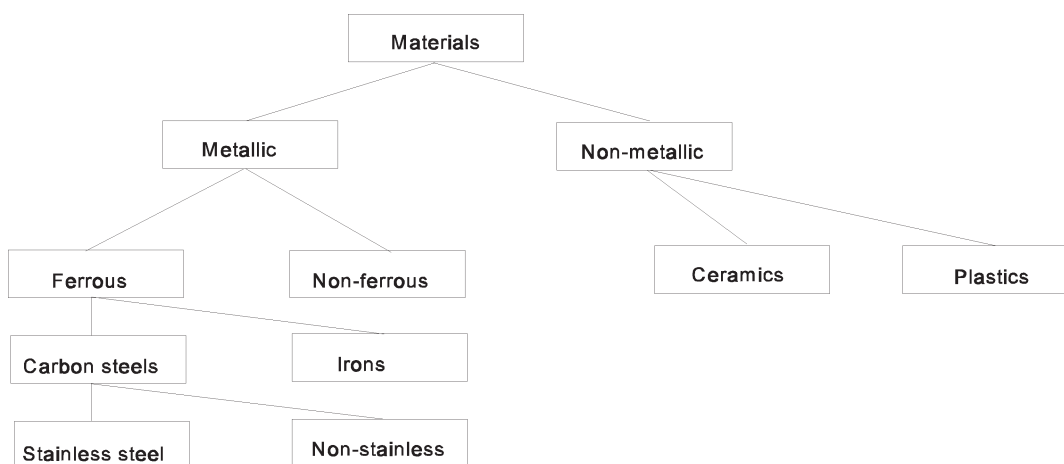 Materials
Metallic
Non-metallic
Ferrous
Non-ferrous
Ceramics
Plastics
Carbon steels
Irons
Stainless steel
Non-stainless